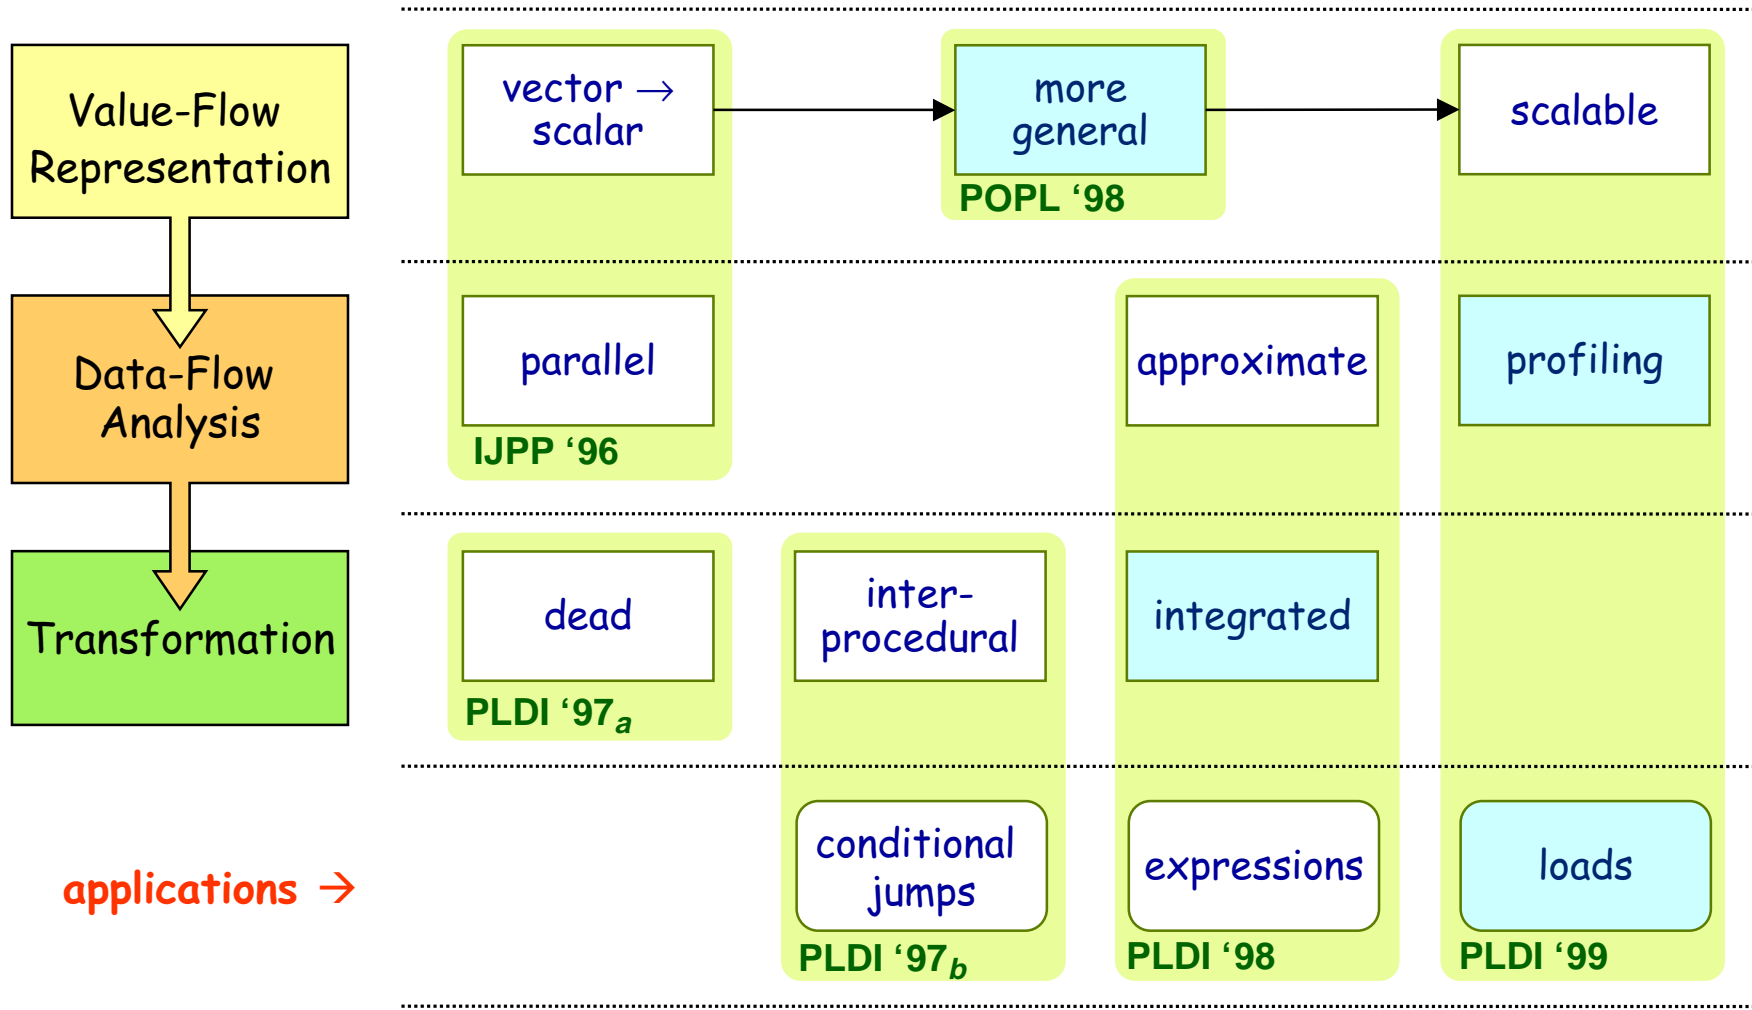 Value-Flow
Representation
vector →
scalar
more
general
scalable
POPL ‘98
Data-Flow
Analysis
parallel
approximate
profiling
IJPP ‘96
Transformation
dead
inter-
procedural
integrated
PLDI ‘97a
applications →
conditional
jumps
expressions
loads
PLDI ‘97b
PLDI ‘98
PLDI ‘99